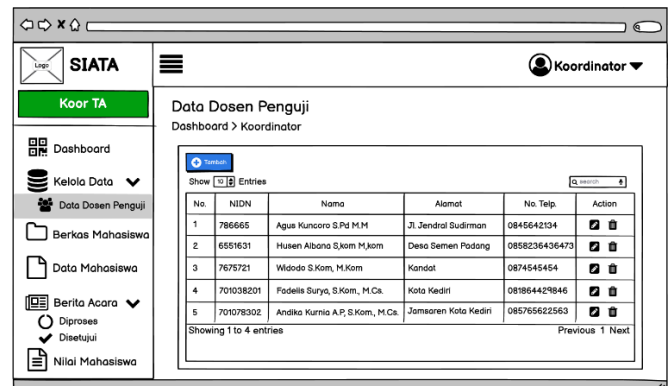 Logo
SIATA
Koordinator
Koor TA
Dashboard
Kelola Data
Data Dosen Penguji
Berkas Mahasiswa
Data Mahasiswa
Berita Acara
Diproses
Disetujui
Nilai Mahasiswa
Data Dosen Penguji
Dashboard > Koordinator
Tambah
Show 10 Entries
search
No. NIDN Nama Alamat No. Telp. Action
1 786665 Agus Kuncoro S.Pd M.M Jl. Jendral Sudirman 0845642134
2 6551631 Husen Albana S,kom M,kom Desa Semen Padang 0858236436473
3 7675721 Widodo S.Kom, M.Kom Kandat 0874545454
4 701038201 Fadelis Surya, S.Kom., M.Cs. Kota Kediri 081864429846
5 701078302 Andika Kurnia A.P, S.Kom., M.Cs. Jamsaren Kota Kediri 085765622563
Showing 1 to 4 entries
Previous 1 Next